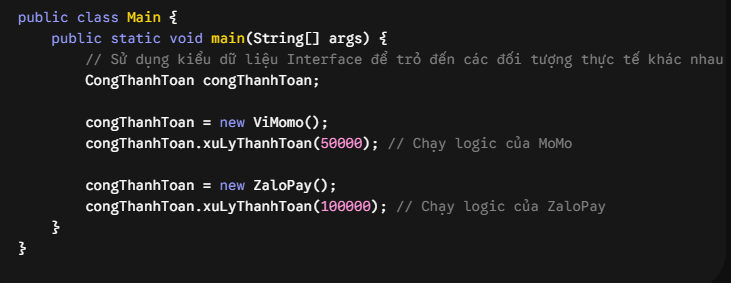 public class Main {
public static void main(String[] args) {
// Sử dụng kiểu dữ liệu Interface để trỏ đến các đối tượng thực tế khác nhau
CongThanhToan congThanhToan;
congThanhToan = new ViMomo();
congThanhToan.xuLyThanhToan(50000); // Chạy logic của MoMo
congThanhToan = new ZaloPay();
congThanhToan.xuLyThanhToan(100000); // Chạy logic của ZaloPay
}
}